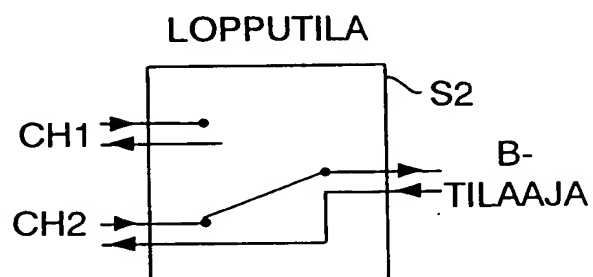 LOPPUTILA
S2
CH1
B-
TILAAJA
CH2